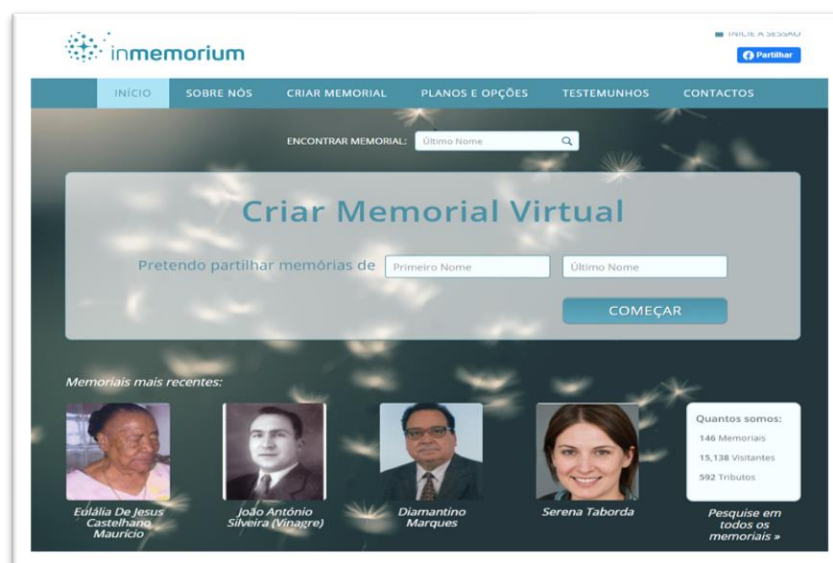 inmemorium
INICIE A SESSÃO
Partilhar
INÍCIO SOBRE NÓS CRIAR MEMORIAL PLANOS E OPÇÕES TESTEMUNHOS CONTACTOS
ENCONTRAR MEMORIAL: Último Nome
Criar Memorial Virtual
Pretendo partilhar memórias de Primeiro Nome Último Nome
COMEÇAR
Memoriais mais recentes:
Eulália De Jesus
Castelhano
Maurício
João António
Silveira (Vinagre)
Diamantino
Marques
Serena Taborda
Quantos somos:
146 Memoriais
15,138 Visitantes
592 Tributos
Pesquise em
todos os
memoriais »